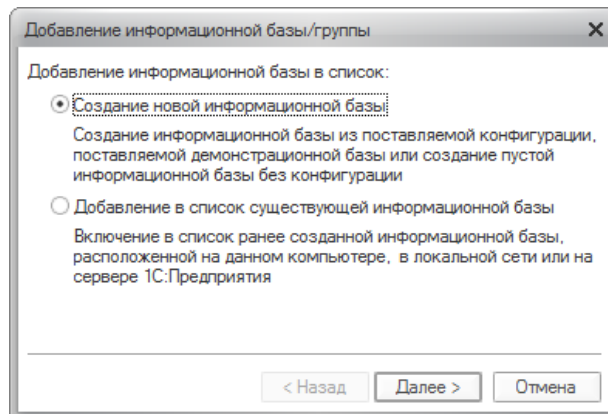 Добавление информационной базы/группы
Добавление информационной базы в список:
Создание новой информационной базы
Создание информационной базы из поставляемой конфигурации,
поставляемой демонстрационной базы или создание пустой
информационной базы без конфигурации
Добавление в список существующей информационной базы
Включение в список ранее созданной информационной базы,
расположенной на данном компьютере, в локальной сети или на
сервере 1С:Предприятия
< Назад Далее > Отмена